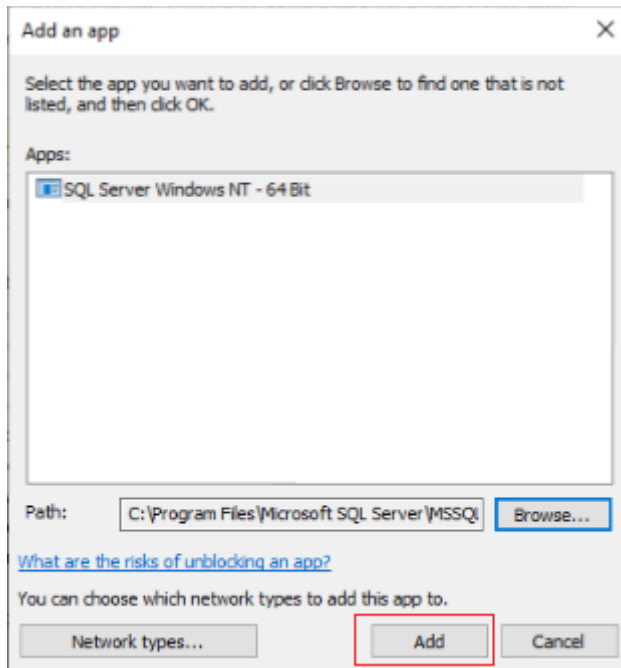 Add an app
Select the app you want to add, or click Browse to find one that is not
listed, and then click OK.
Apps:
SQL Server Windows NT - 64 Bit
Path:
C:\Program Files\Microsoft SQL Server\MSSQL
Browse...
What are the risks of unblocking an app?
You can choose which network types to add this app to.
Network types...
Add
Cancel